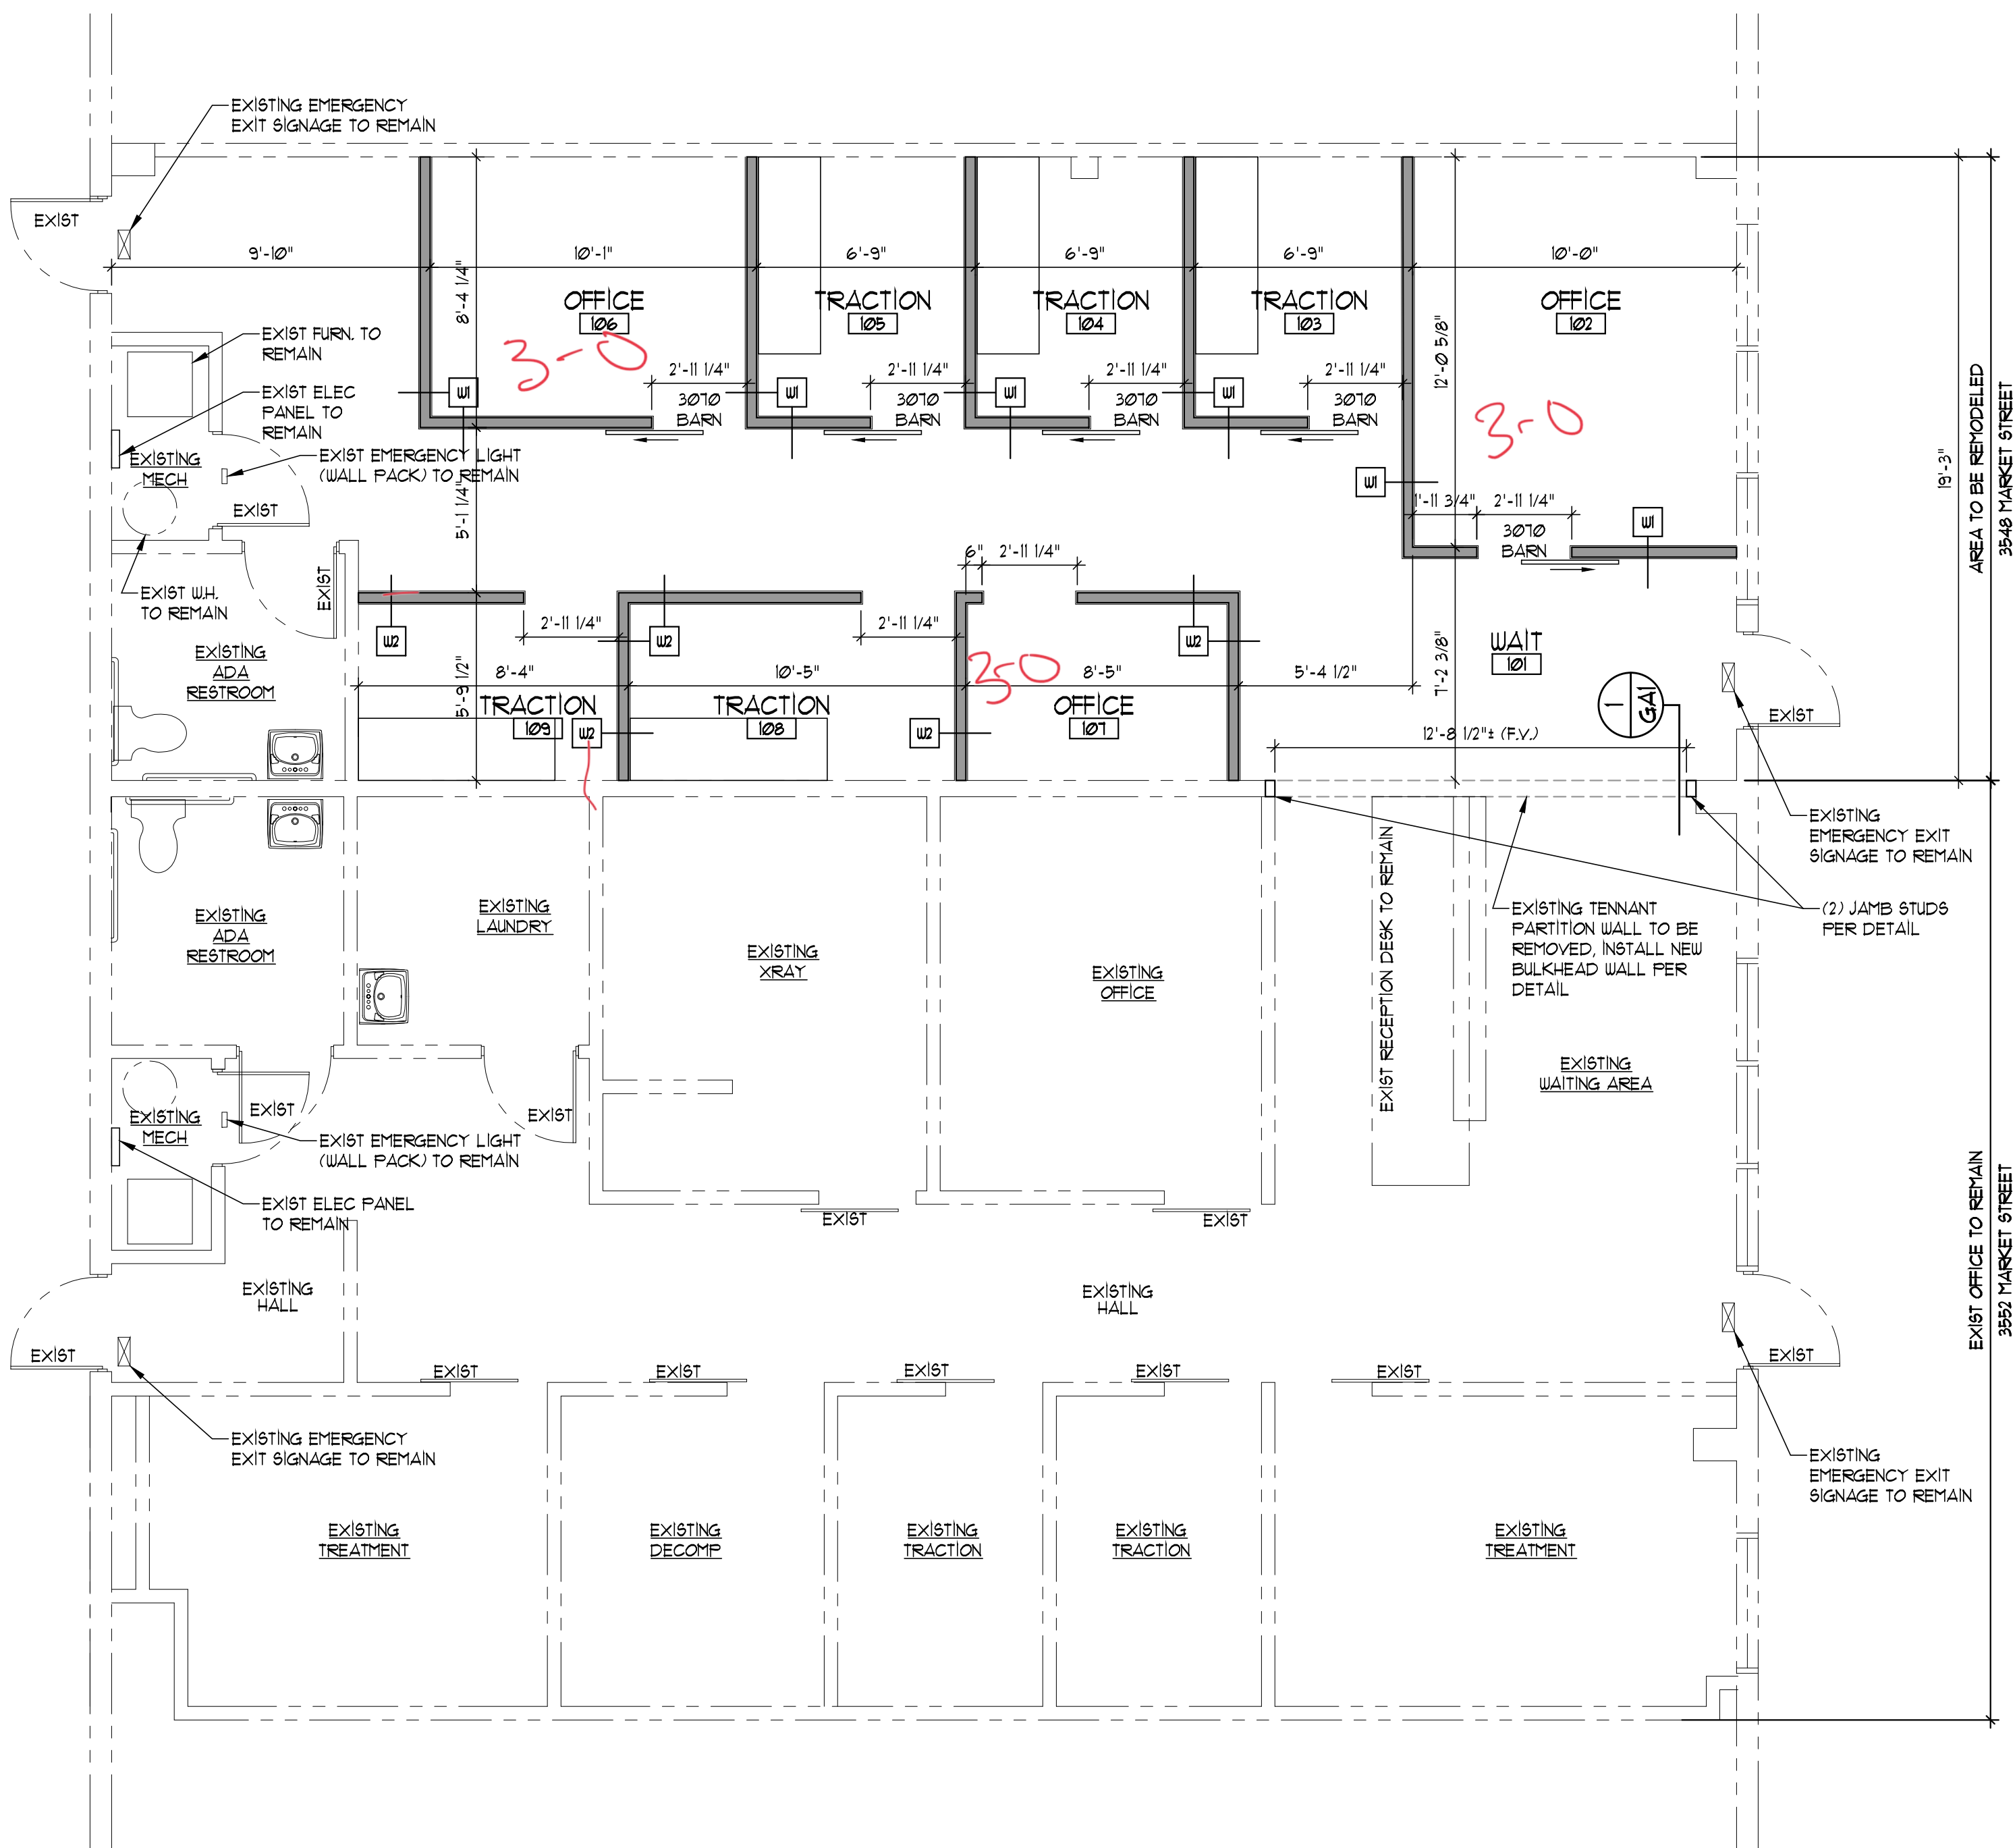 EXISTING EMERGENCY
EXIT SIGNAGE TO REMAIN
EXIST
9'-10"
10'-1"
6'-9"
6'-9"
6'-9"
10'-0"
8'-4 1/4"
OFFICE
106
TRACTION
105
TRACTION
104
TRACTION
103
OFFICE
102
3-0
EXIST FURN. TO
REMAIN
EXIST ELEC
PANEL TO
REMAIN
EXISTING
MECH
EXIST EMERGENCY LIGHT
(WALL PACK) TO REMAIN
EXIST
W1
2'-11 1/4"
3070
BARN
W1
2'-11 1/4"
3070
BARN
W1
2'-11 1/4"
3070
BARN
W1
2'-11 1/4"
3070
BARN
12'-0 5/8"
3-0
W1
1'-11 3/4"
2'-11 1/4"
3070
BARN
W1
19'-3"
AREA TO BE REMODELED
3548 MARKET STREET
5'-1 1/4"
6"
2'-11 1/4"
EXIST W.H.
TO REMAIN
EXIST
EXISTING
ADA
RESTROOM
W2
2'-11 1/4"
W2
2'-11 1/4"
W2
5'-9 1/2"
8'-4"
10'-5"
3-0
8'-5"
5'-4 1/2"
7'-2 3/8"
WAIT
101
TRACTION
109
W2
TRACTION
108
W2
OFFICE
107
12'-8 1/2"± (F.V.)
1
GA1
EXIST
EXISTING
EMERGENCY EXIT
SIGNAGE TO REMAIN
EXISTING
ADA
RESTROOM
EXISTING
LAUNDRY
EXISTING
XRAY
EXISTING
OFFICE
EXIST RECEPTION DESK TO REMAIN
EXISTING TENNANT
PARTITION WALL TO BE
REMOVED, INSTALL NEW
BULKHEAD WALL PER
DETAIL
(2) JAMB STUDS
PER DETAIL
EXISTING
WAITING AREA
EXISTING
MECH
EXIST
EXIST
EXIST EMERGENCY LIGHT
(WALL PACK) TO REMAIN
EXIST ELEC PANEL
TO REMAIN
EXIST
EXIST
EXIST OFFICE TO REMAIN
3552 MARKET STREET
EXISTING
HALL
EXISTING
HALL
EXIST
EXIST
EXIST
EXIST
EXIST
EXIST
EXIST
EXISTING EMERGENCY
EXIT SIGNAGE TO REMAIN
EXISTING
EMERGENCY EXIT
SIGNAGE TO REMAIN
EXISTING
TREATMENT
EXISTING
DECOMP
EXISTING
TRACTION
EXISTING
TRACTION
EXISTING
TREATMENT